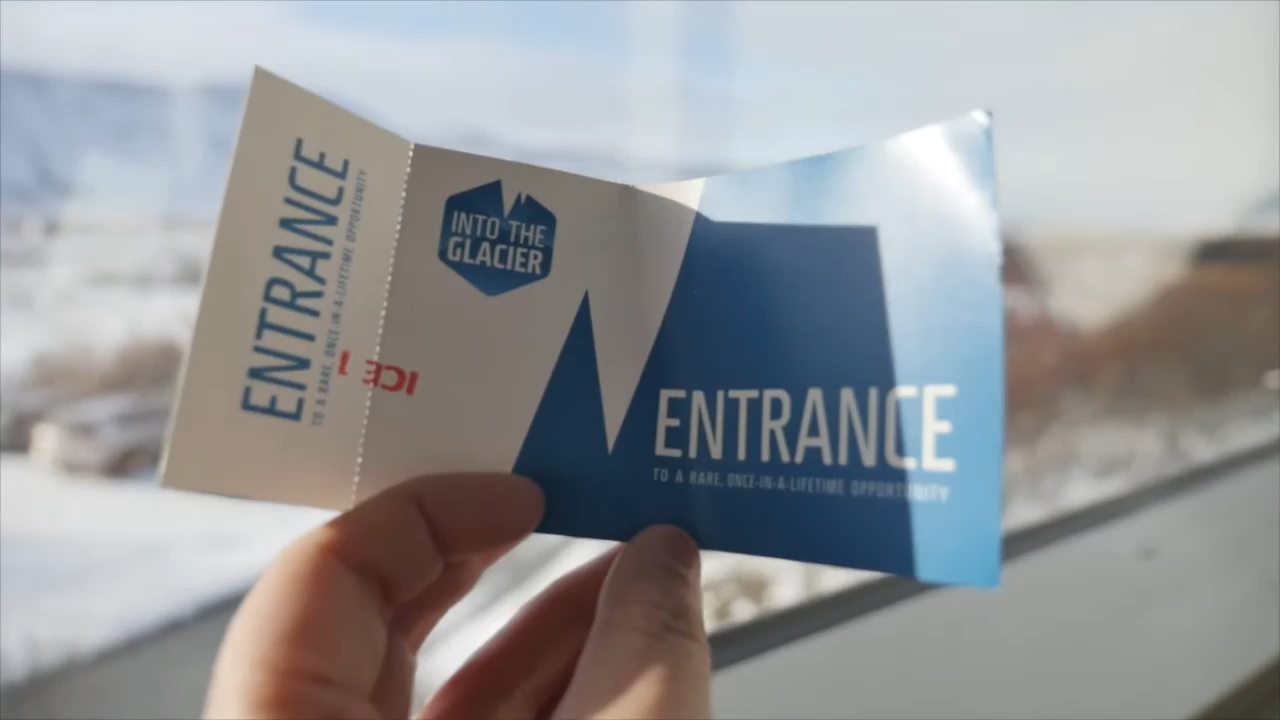 ENTRANCE
TO A RARE, ONCE-IN-A-LIFETIME OPPORTUNITY
INTO THE
GLACIER
ICE 1
ENTRANCE
TO A RARE, ONCE-IN-A-LIFETIME OPPORTUNITY